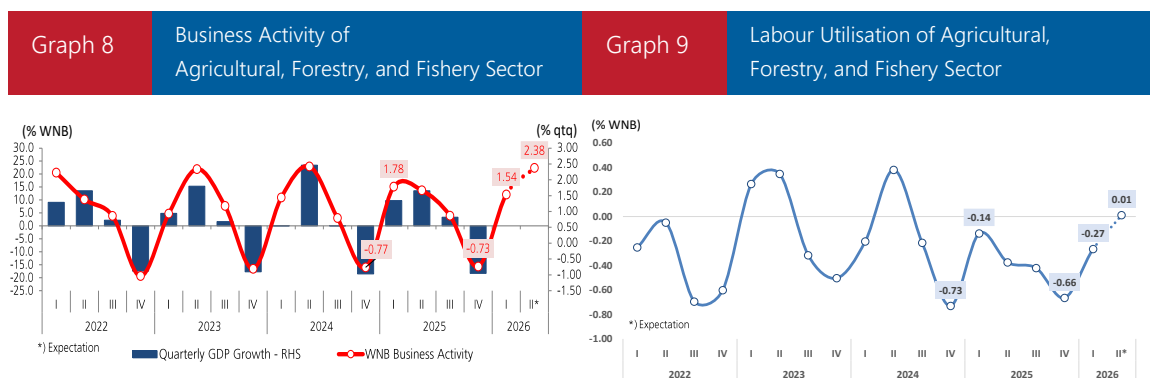 Graph 8
Business Activity of
Agricultural, Forestry, and Fishery Sector
(% WNB)
(% qtq)
30.0
25.0
20.0
15.0
10.0
5.0
0.0
-5.0
-10.0
-15.0
-20.0
-25.0
3.00
2.50
2.00
1.50
1.00
0.50
0.00
-0.50
-1.00
-1.50
1.78
-0.77
-0.73
1.54
2.38
I II III IV I II III IV I II III IV I II III IV I II*
2022 2023 2024 2025 2026
*) Expectation
Quarterly GDP Growth - RHS
WNB Business Activity
Graph 9
Labour Utilisation of Agricultural,
Forestry, and Fishery Sector
(% WNB)
0.60
0.40
0.20
0.00
-0.20
-0.40
-0.60
-0.80
-1.00
-0.73
-0.14
-0.66
-0.27
0.01
*) Expectation
I II III IV I II III IV I II III IV I II III IV I II*
2022 2023 2024 2025 2026